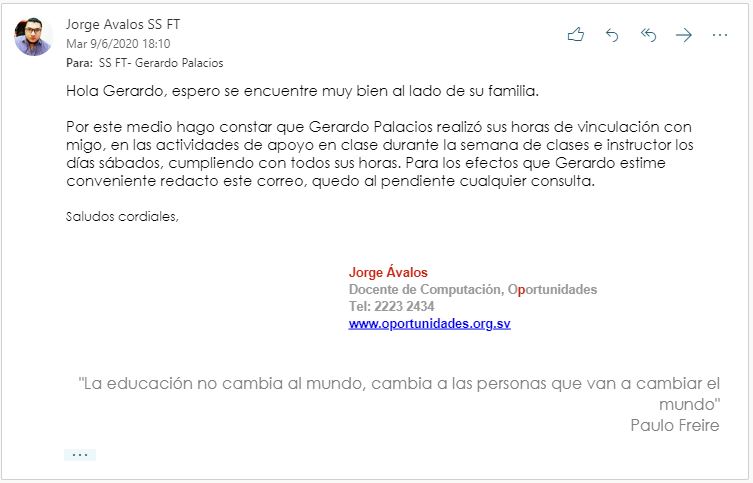 Jorge Avalos SS FT
Mar 9/6/2020 18:10
Para: SS FT- Gerardo Palacios
Hola Gerardo, espero se encuentre muy bien al lado de su familia.
Por este medio hago constar que Gerardo Palacios realizó sus horas de vinculación con
migo, en las actividades de apoyo en clase durante la semana de clases e instructor los
días sábados, cumpliendo con todos sus horas. Para los efectos que Gerardo estime
conveniente redacto este correo, quedo al pendiente cualquier consulta.
Saludos cordiales,
Jorge Ávalos
Docente de Computación, Oportunidades
Tel: 2223 2434
www.oportunidades.org.sv
"La educación no cambia al mundo, cambia a las personas que van a cambiar el
mundo"
Paulo Freire